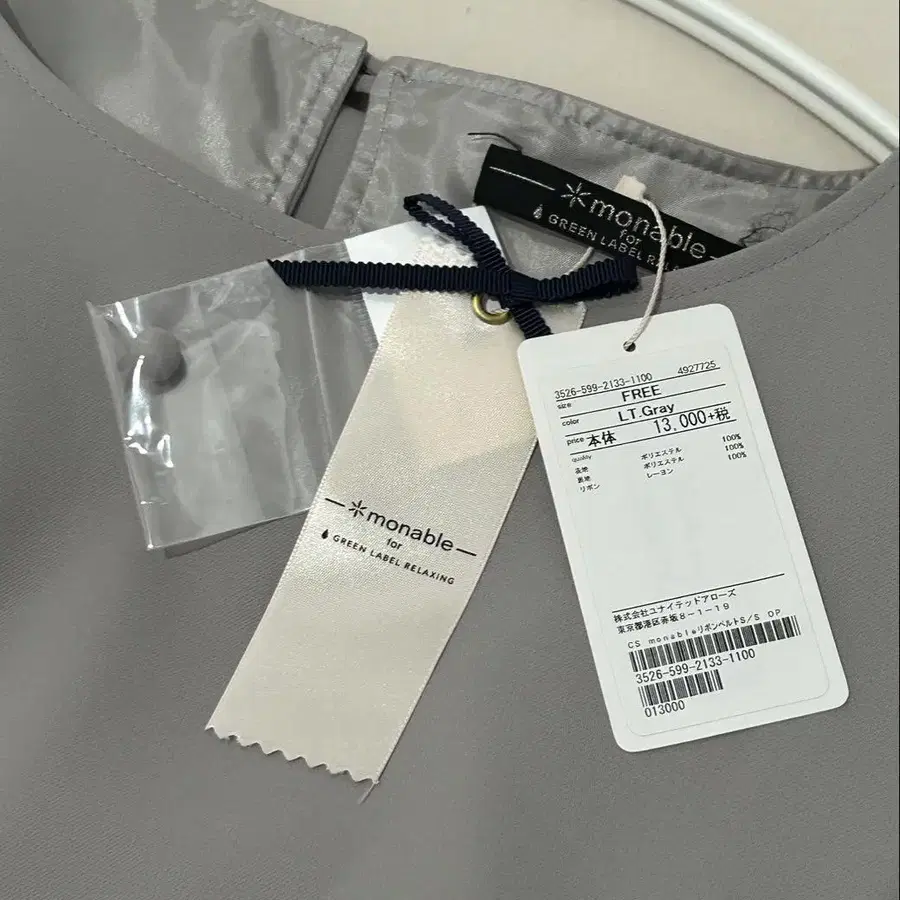 monable
for
GREEN LABEL RELAXING
monable
for
GREEN LABEL RELAXING
3526-599-2133-1100 4927725
size FREE
color LT.Gray
price 本体 13,000+税
quality
表地 ポリエステル 100%
裏地 ポリエステル 100%
リボン レーヨン 100%
株式会社ユナイテッドアローズ
東京都港区赤坂8-1-19
CS monableリボンベルトS/S OP
3526-599-2133-1100
013000